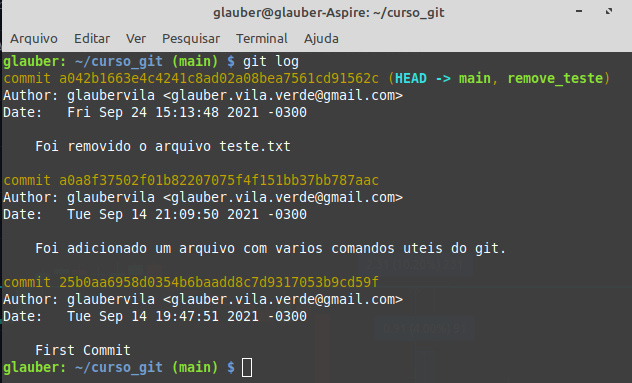 glauber@glauber-Aspire: ~/curso_git
Arquivo Editar Ver Pesquisar Terminal Ajuda
glauber: ~/curso_git (main) $ git log
commit a042b1663e4c4241c8ad02a08bea7561cd91562c (HEAD -> main, remove_teste)
Author: glaubervila <glauber.vila.verde@gmail.com>
Date:   Fri Sep 24 15:13:48 2021 -0300
Foi removido o arquivo teste.txt
commit a0a8f37502f01b82207075f4f151bb37bb787aac
Author: glaubervila <glauber.vila.verde@gmail.com>
Date:   Tue Sep 14 21:09:50 2021 -0300
Foi adicionado um arquivo com varios comandos uteis do git.
commit 25b0aa6958d0354b6baadd8c7d9317053b9cd59f
Author: glaubervila <glauber.vila.verde@gmail.com>
Date:   Tue Sep 14 19:47:51 2021 -0300
First Commit
glauber: ~/curso_git (main) $